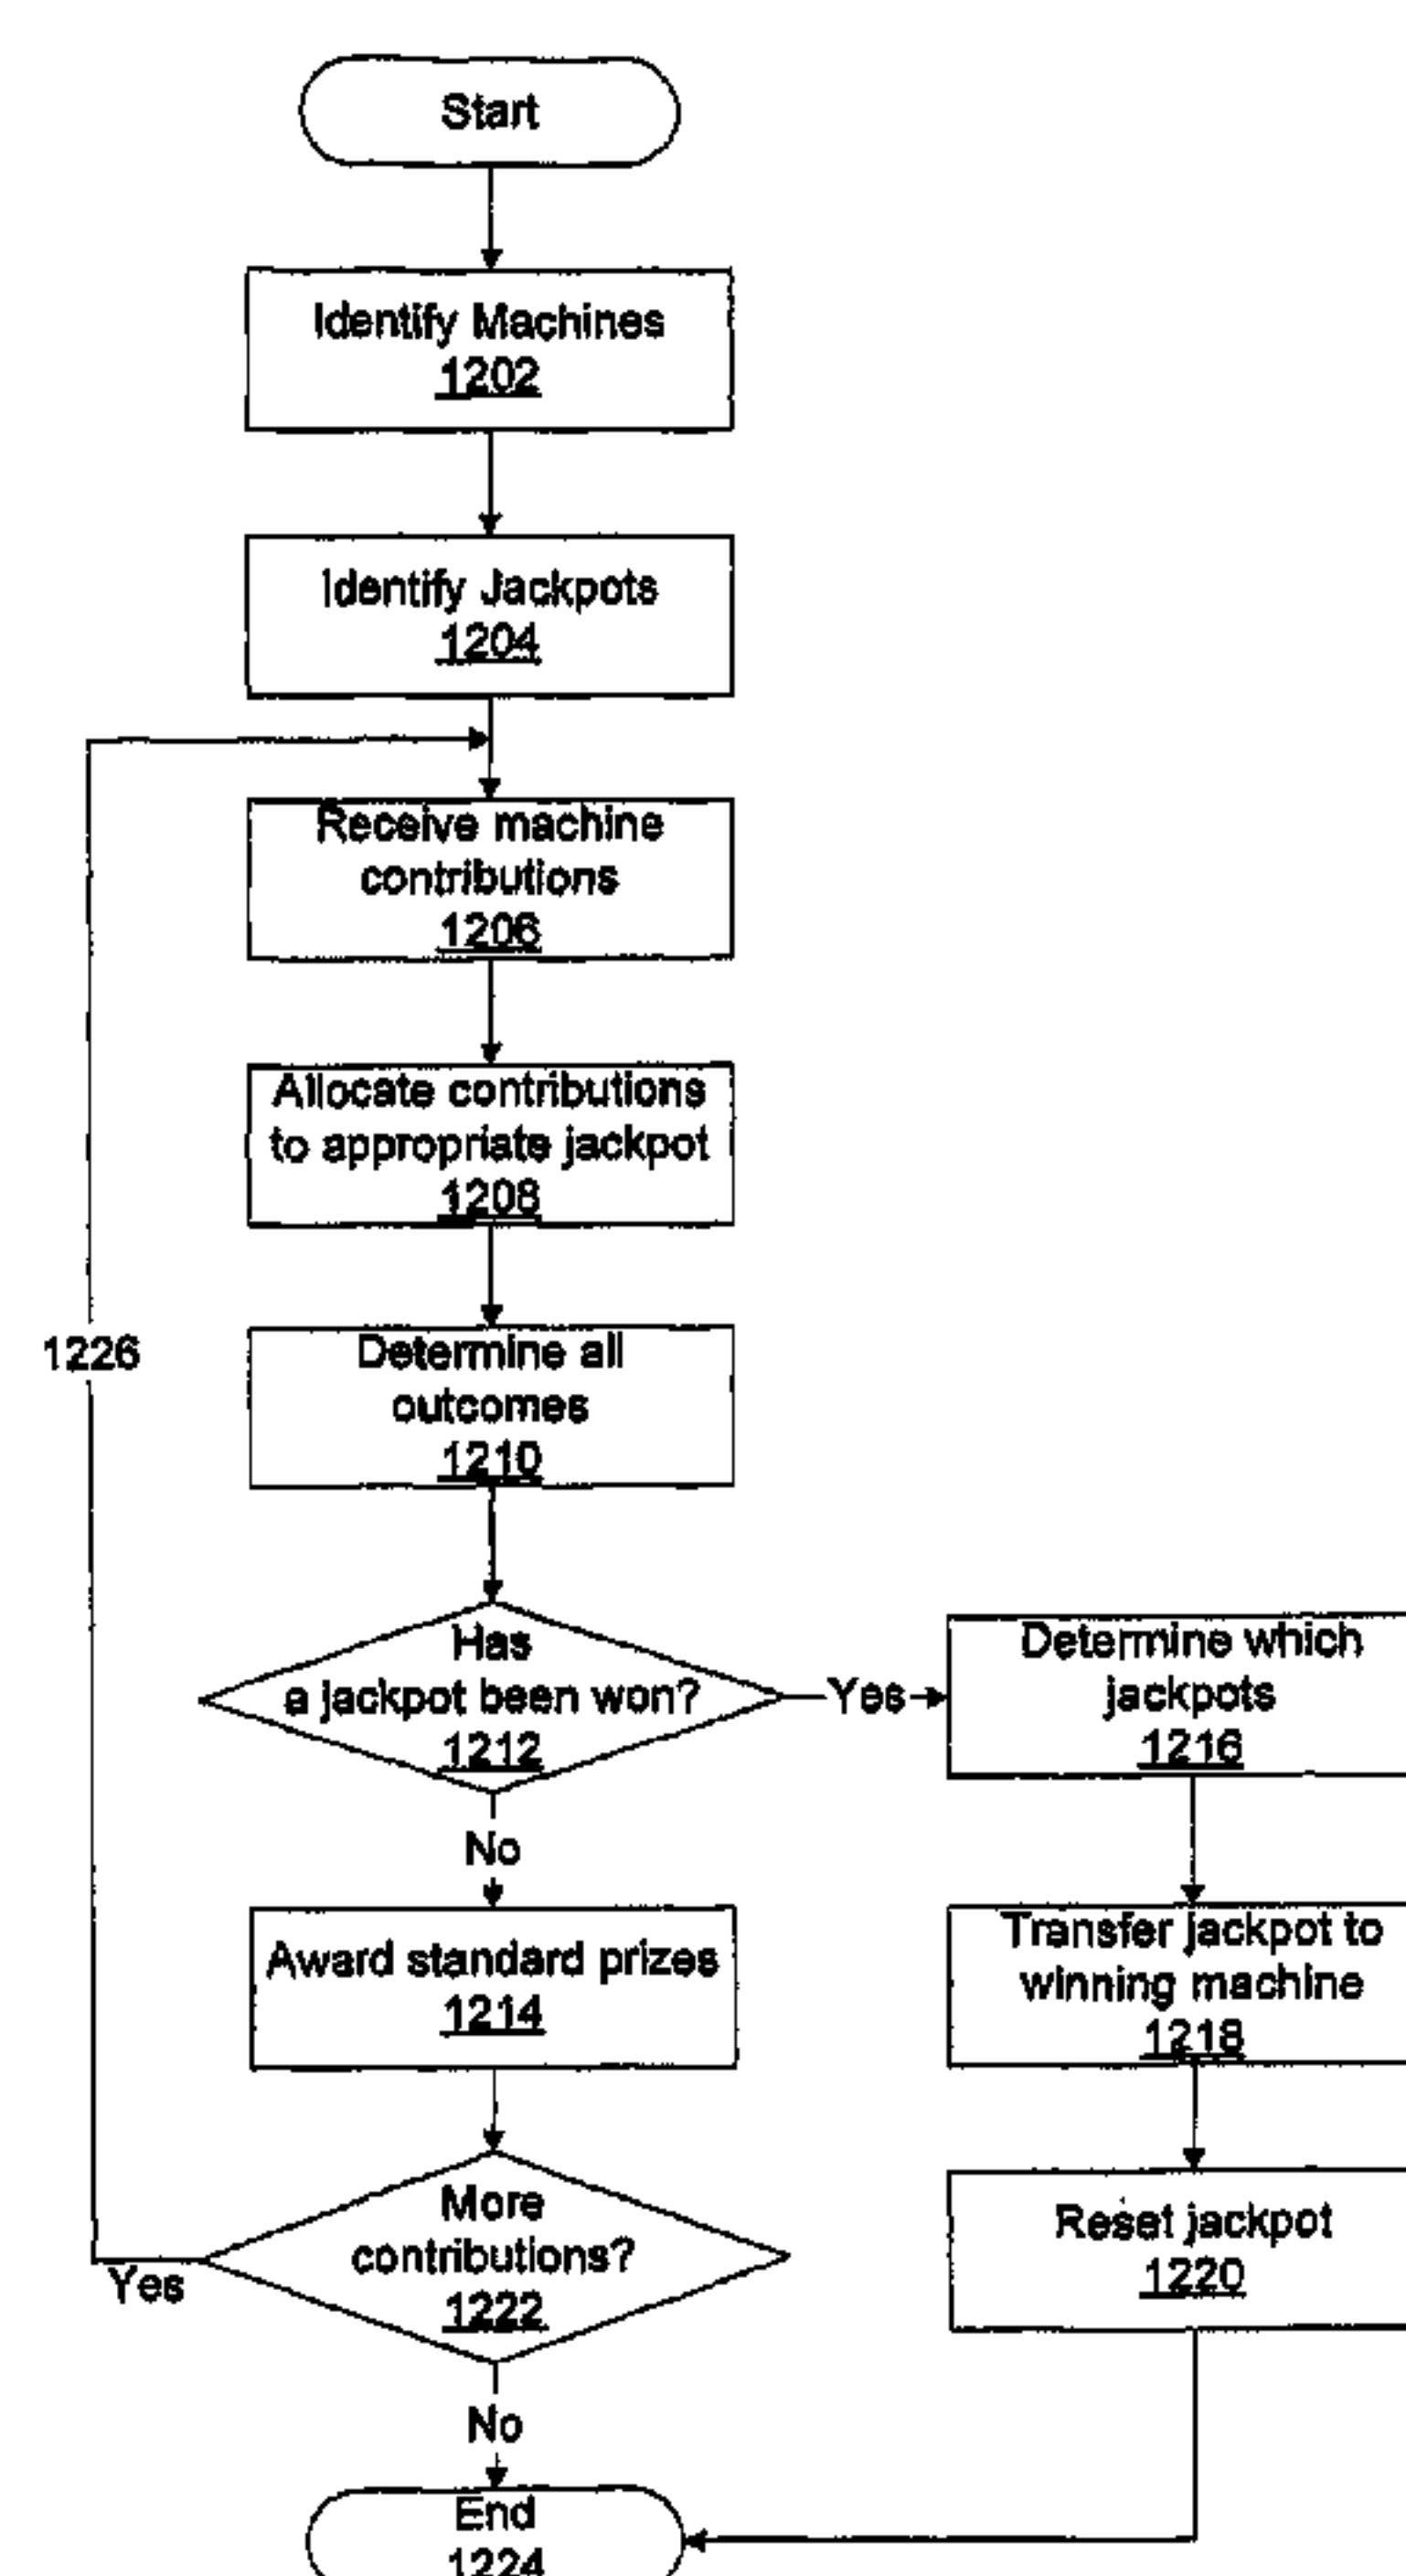 Start
Identify Machines
1202
Identify Jackpots
1204
Receive machine
contributions
1206
Allocate contributions
to appropriate jackpot
1208
Determine all
outcomes
1210
1226
Has
a jackpot been won?
1212
Yes
Determine which
jackpots
1216
No
Award standard prizes
1214
Transfer jackpot to
winning machine
1218
More
contributions?
1222
Yes
Reset jackpot
1220
No
End
1224